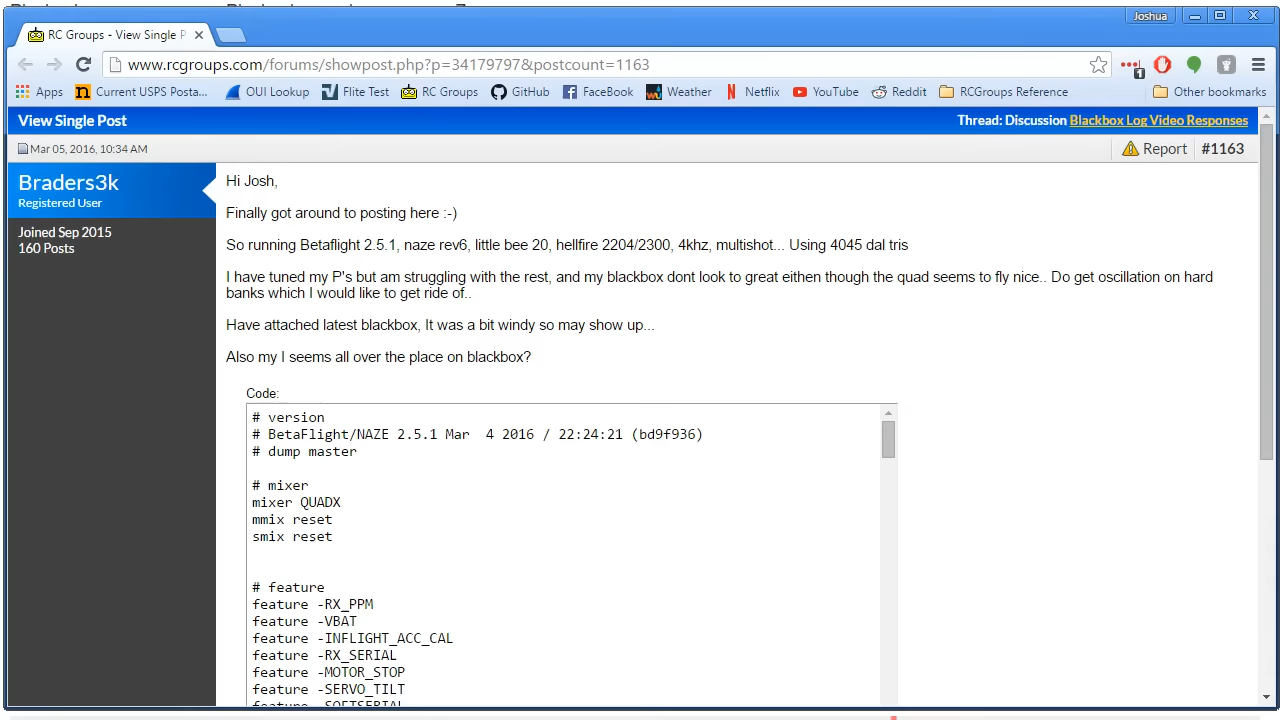 Joshua
RC Groups - View Single P
www.rcgroups.com/forums/showpost.php?p=34179797&postcount=1163
1
Apps Current USPS Posta... OUI Lookup Flite Test RC Groups GitHub FaceBook Weather Netflix YouTube Reddit RCGroups Reference Other bookmarks
View Single Post Thread: Discussion Blackbox Log Video Responses
Mar 05, 2016, 10:34 AM Report #1163
Braders3k
Registered User
Joined Sep 2015
160 Posts
Hi Josh,
Finally got around to posting here :-)
So running Betaflight 2.5.1, naze rev6, little bee 20, hellfire 2204/2300, 4khz, multishot... Using 4045 dal tris
I have tuned my P's but am struggling with the rest, and my blackbox dont look to great eithen though the quad seems to fly nice.. Do get oscillation on hard
banks which I would like to get ride of..
Have attached latest blackbox, It was a bit windy so may show up...
Also my I seems all over the place on blackbox?
Code:
# version
# BetaFlight/NAZE 2.5.1 Mar  4 2016 / 22:24:21 (bd9f936)
# dump master
# mixer
mixer QUADX
mmix reset
smix reset
# feature
feature -RX_PPM
feature -VBAT
feature -INFLIGHT_ACC_CAL
feature -RX_SERIAL
feature -MOTOR_STOP
feature -SERVO_TILT
feature -SOFTSERIAL